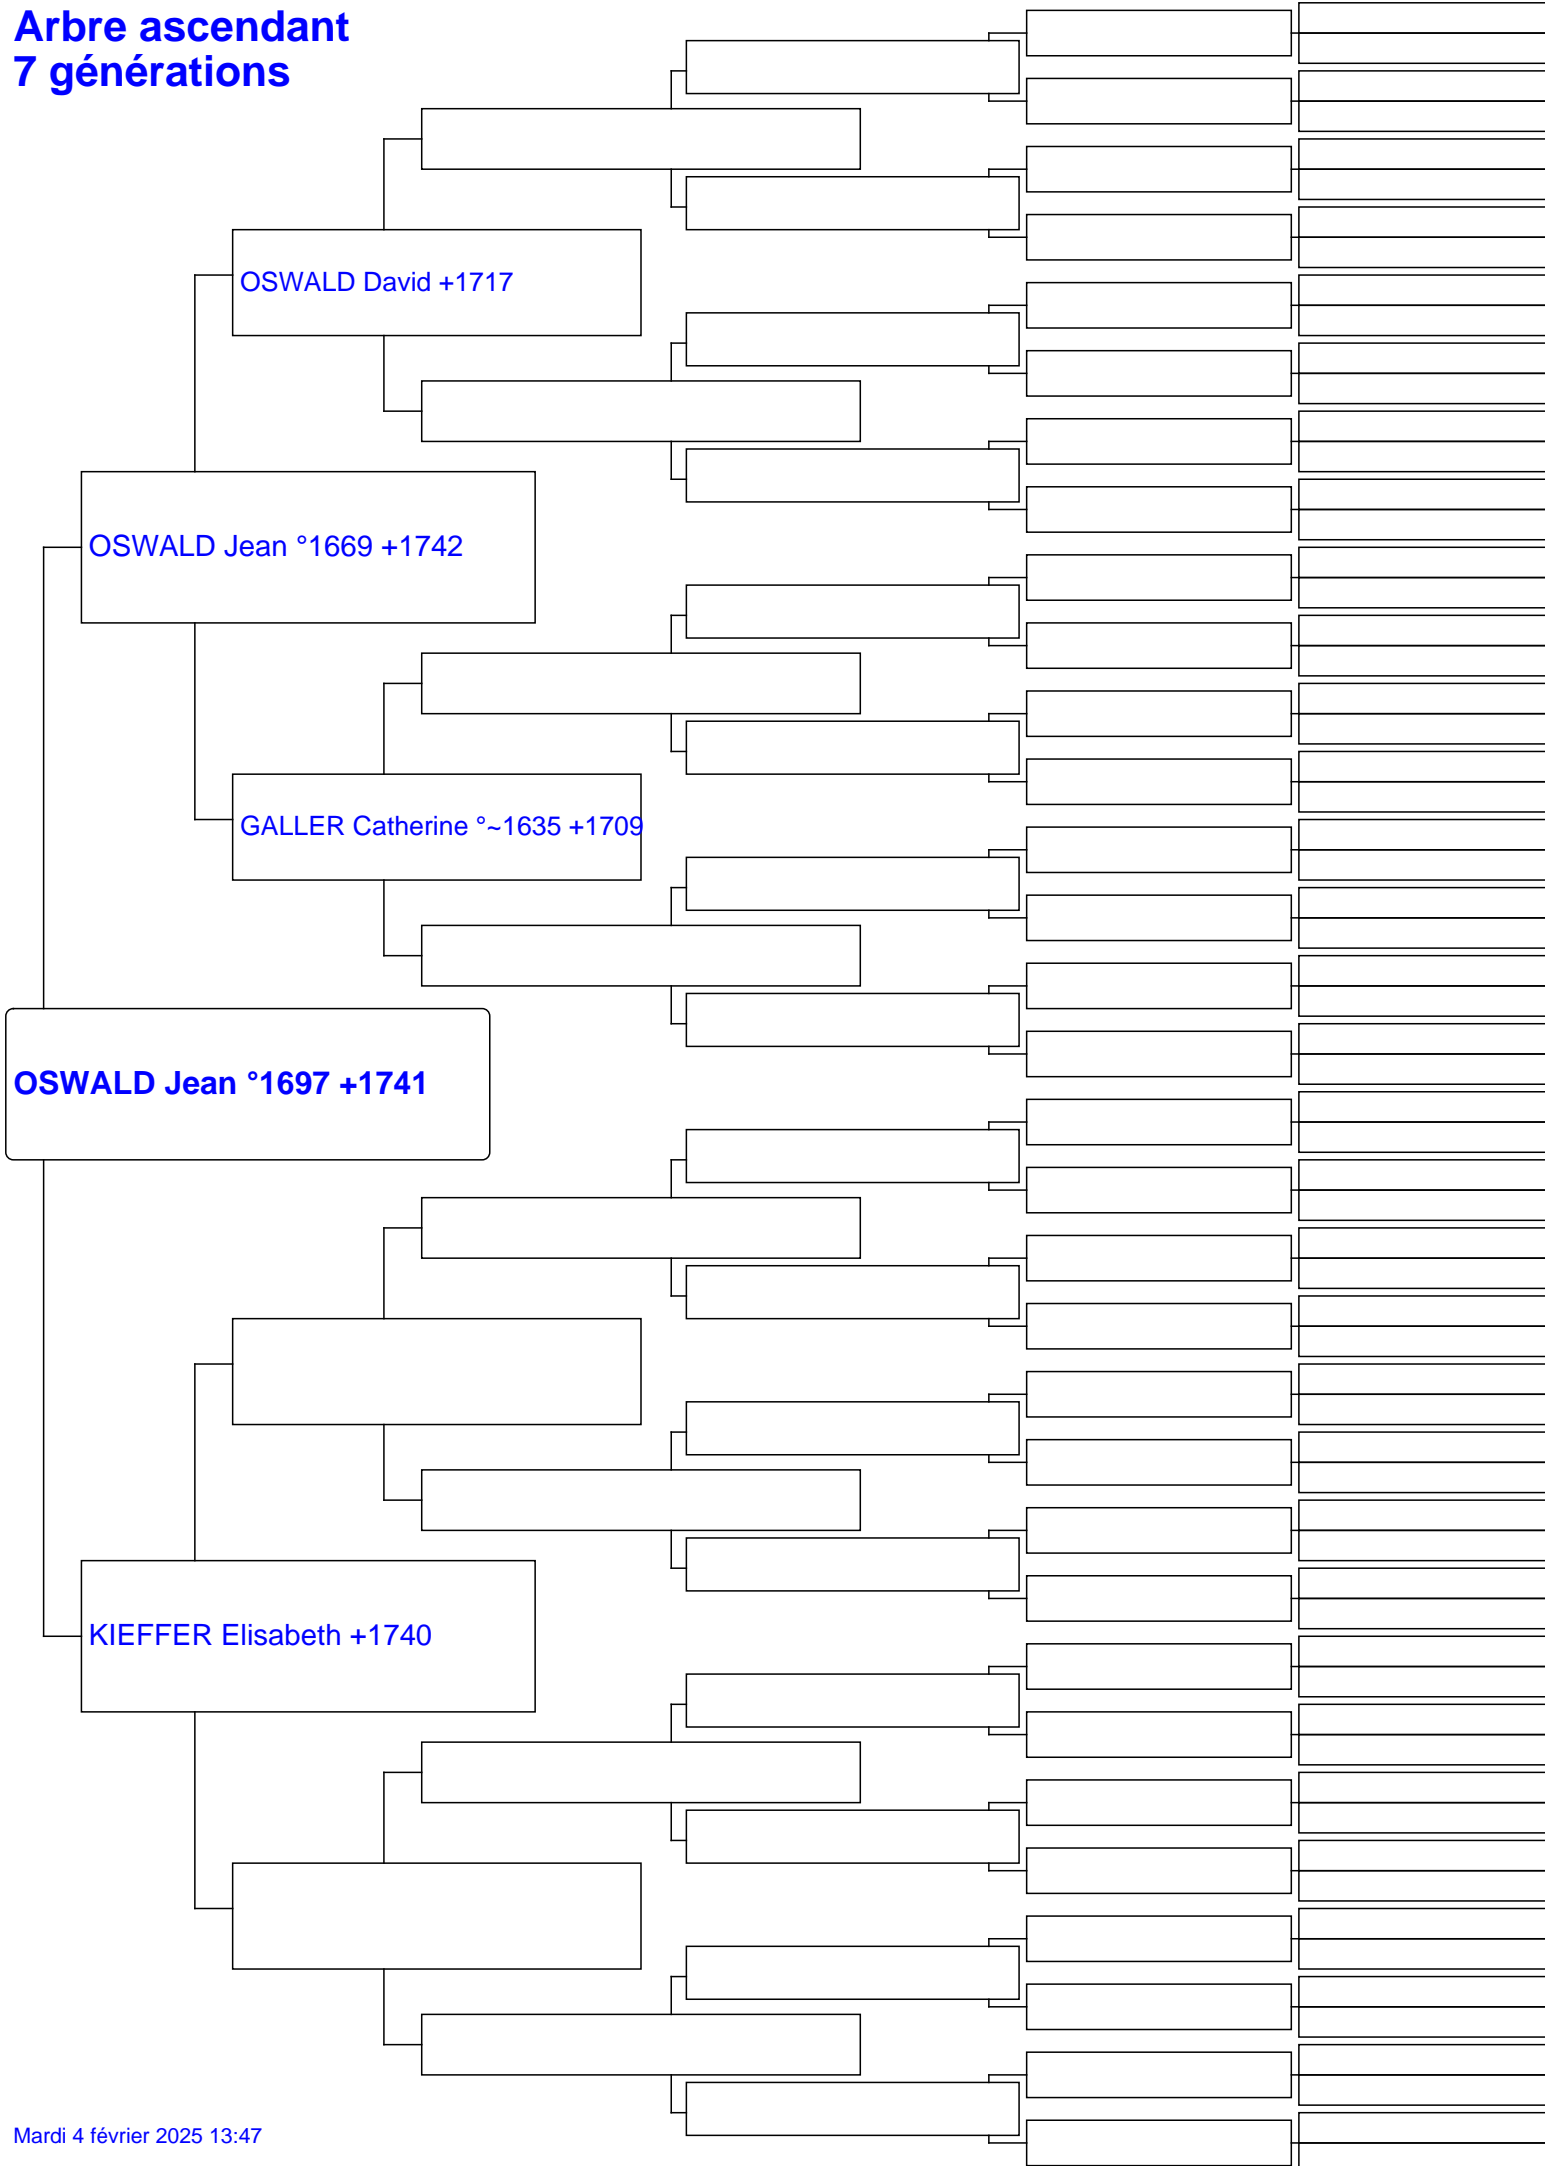 Arbre ascendant
7 générations
OSWALD David +1717
OSWALD Jean °1669 +1742
GALLER Catherine °~1635 +1709
OSWALD Jean °1697 +1741
KIEFFER Elisabeth +1740
Mardi 4 février 2025 13:47